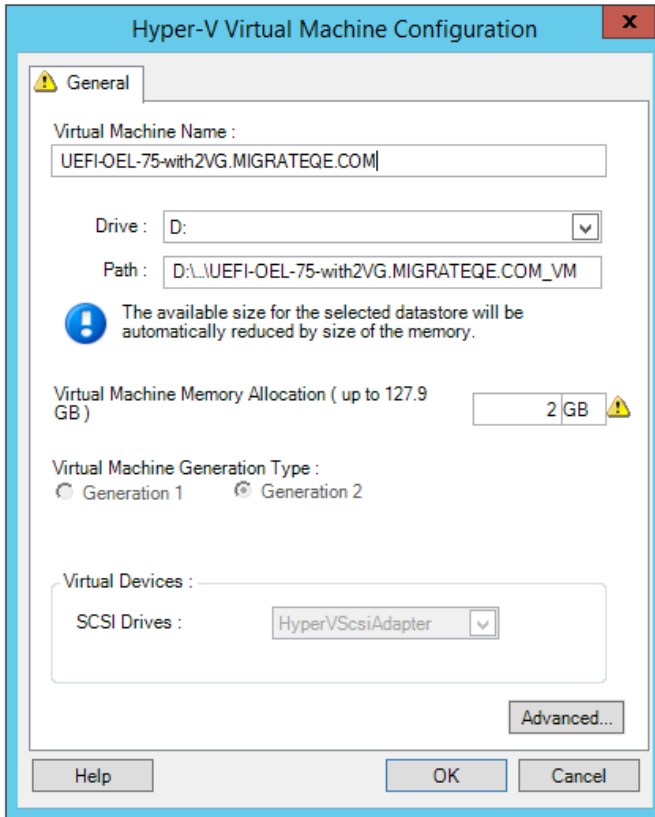 Hyper-V Virtual Machine Configuration
x
General
Virtual Machine Name :
UEFI-OEL-75-with2VG.MIGRATEQE.COM
Drive : D:
Path : D:\...\UEFI-OEL-75-with2VG.MIGRATEQE.COM_VM
The available size for the selected datastore will be
automatically reduced by size of the memory.
Virtual Machine Memory Allocation ( up to 127.9
GB )
2 GB
Virtual Machine Generation Type :
Generation 1 Generation 2
Virtual Devices :
SCSI Drives : HyperVScsiAdapter
Advanced...
Help OK Cancel